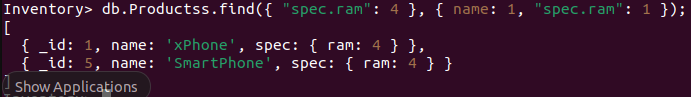 Inventory> db.Productss.find({ "spec.ram": 4 }, { name: 1, "spec.ram": 1 });
[
  { _id: 1, name: 'xPhone', spec: { ram: 4 } },
  { _id: 5, name: 'SmartPhone', spec: { ram: 4 } }
]
Show Applications